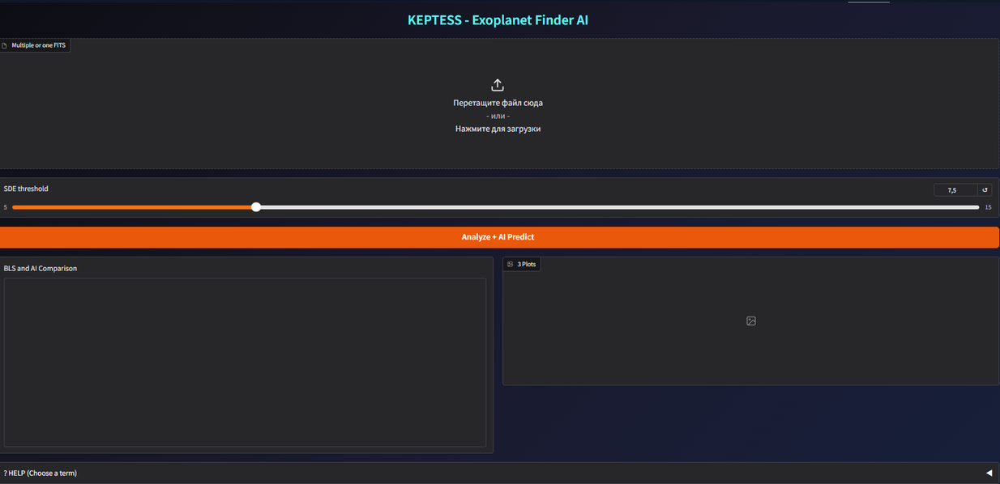 KEPTESS - Exoplanet Finder AI
Multiple or one FITS
Перетащите файл сюда
- или -
Нажмите для загрузки
SDE threshold
7,5
5
15
Analyze + AI Predict
BLS and AI Comparison
3 Plots
? HELP (Choose a term)